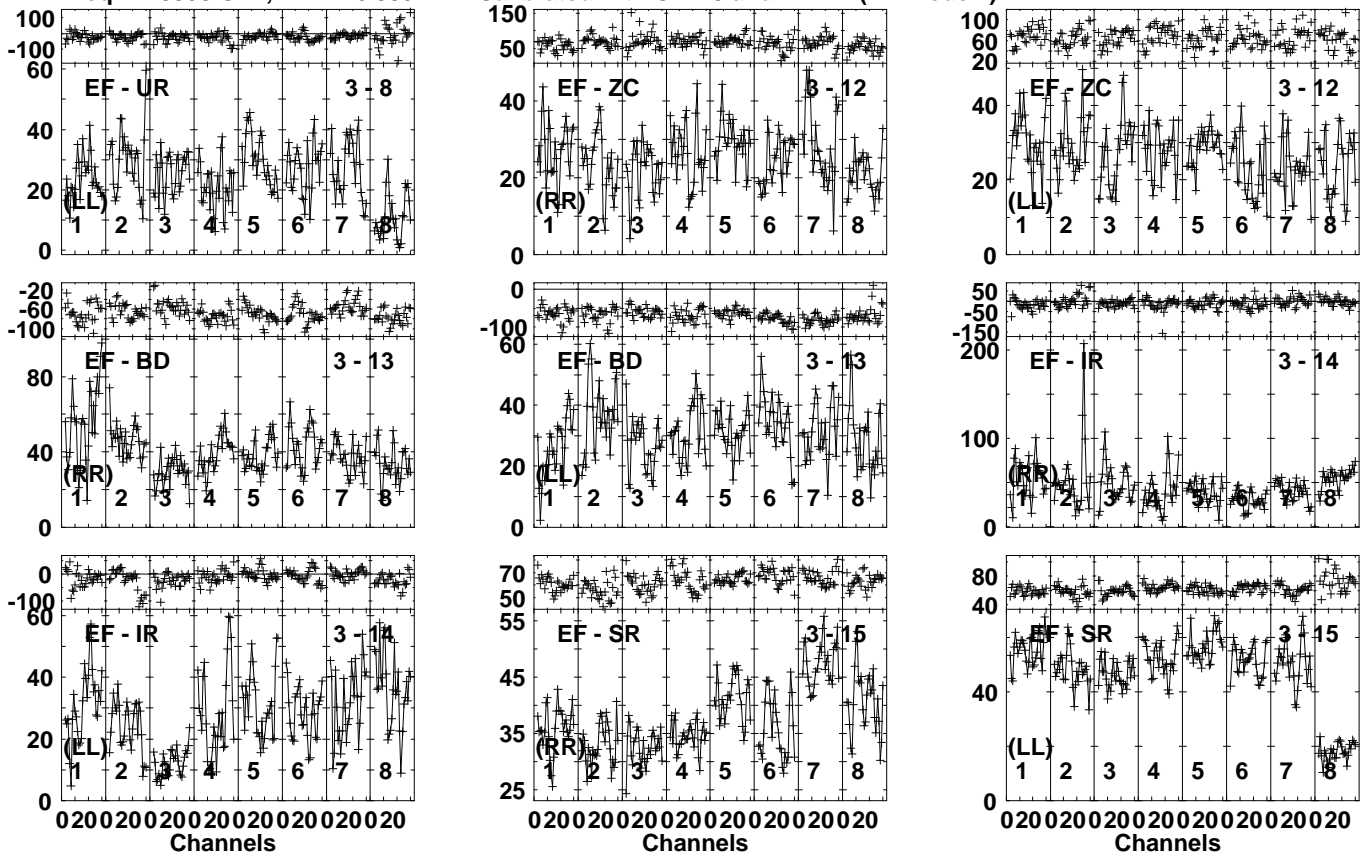 100
-100
60
40
20
0
EF - UR 3 - 8
(LL)
1 2 3 4 5 6 7 8
150
50
40
20
0
EF - ZC 3 - 12
(RR)
1 2 3 4 5 6 7 8
100
60
20
40
20
0
EF - ZC 3 - 12
(LL)
1 2 3 4 5 6 7 8
-20
-60
-100
80
40
0
EF - BD 3 - 13
(RR)
1 2 3 4 5 6 7 8
0
-100
60
40
20
0
EF - BD 3 - 13
(LL)
1 2 3 4 5 6 7 8
50
-50
-150
200
100
0
EF - IR 3 - 14
(RR)
1 2 3 4 5 6 7 8
0
-100
60
40
20
0
EF - IR 3 - 14
(LL)
1 2 3 4 5 6 7 8
020020020020020020020020
Channels
70
50
55
45
35
25
EF - SR 3 - 15
(RR)
1 2 3 4 5 6 7 8
020020020020020020020020
Channels
80
40
40
0
EF - SR 3 - 15
(LL)
1 2 3 4 5 6 7 8
020020020020020020020020
Channels